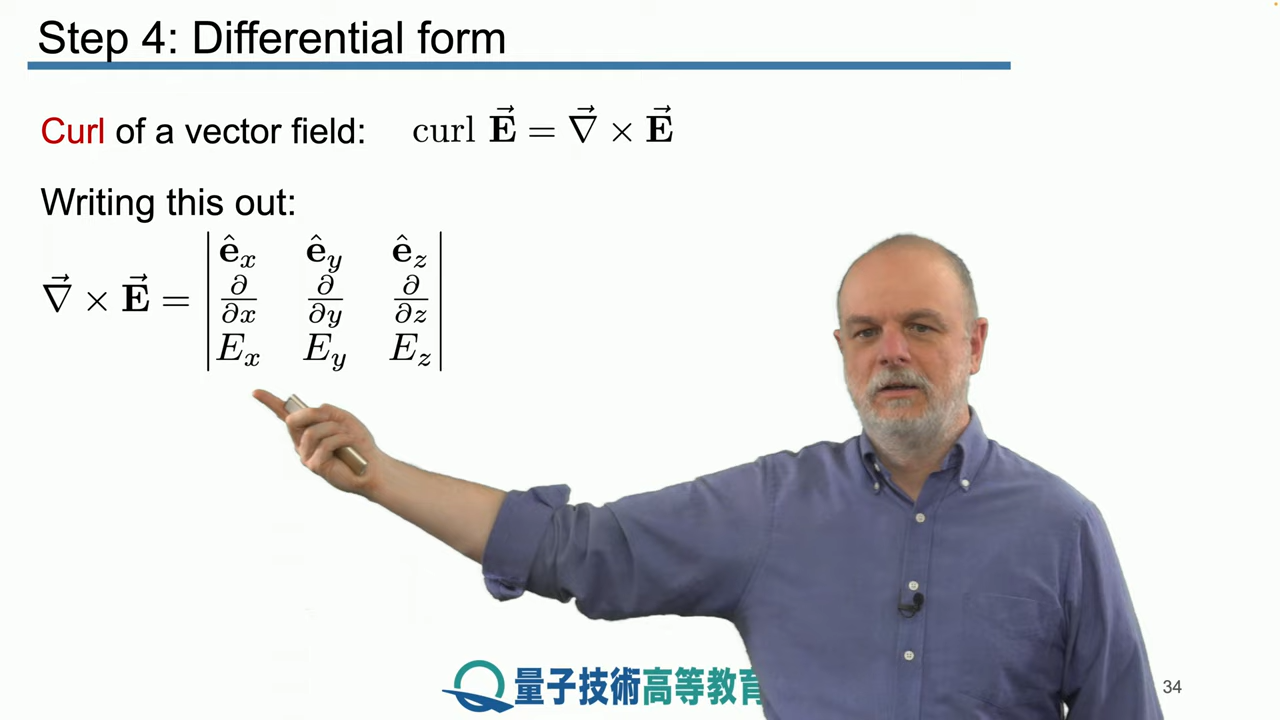 Step 4: Differential form
Curl of a vector field: curl E⃗ = ∇⃗ × E⃗
Writing this out:
∇⃗ × E⃗ = | ê_x ê_y ê_z |
| ∂/∂x ∂/∂y ∂/∂z |
| E_x E_y E_z |
量子技術高等教育
34